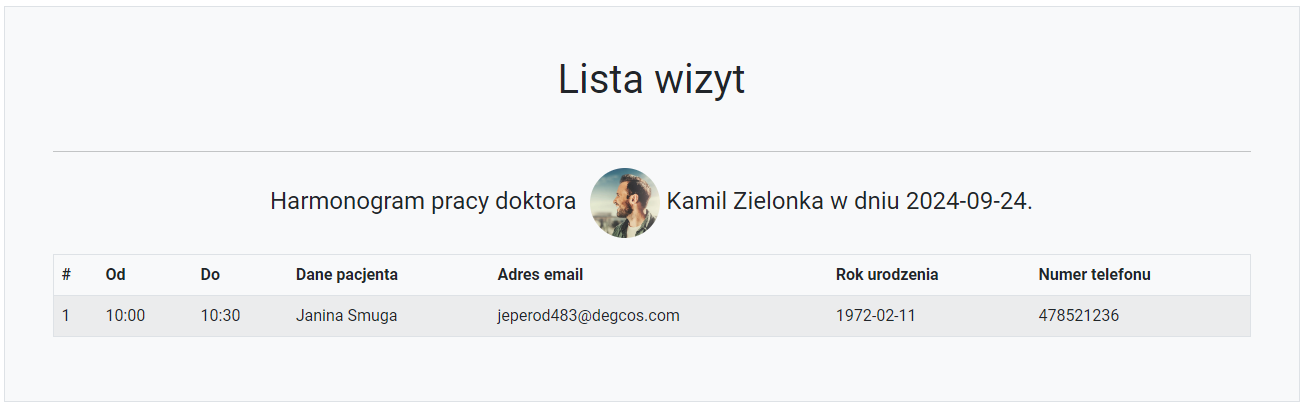 Lista wizyt
Harmonogram pracy doktora Kamil Zielonka w dniu 2024-09-24.
# Od Do Dane pacjenta Adres email Rok urodzenia Numer telefonu
1 10:00 10:30 Janina Smuga jeperod483@degcos.com 1972-02-11 478521236